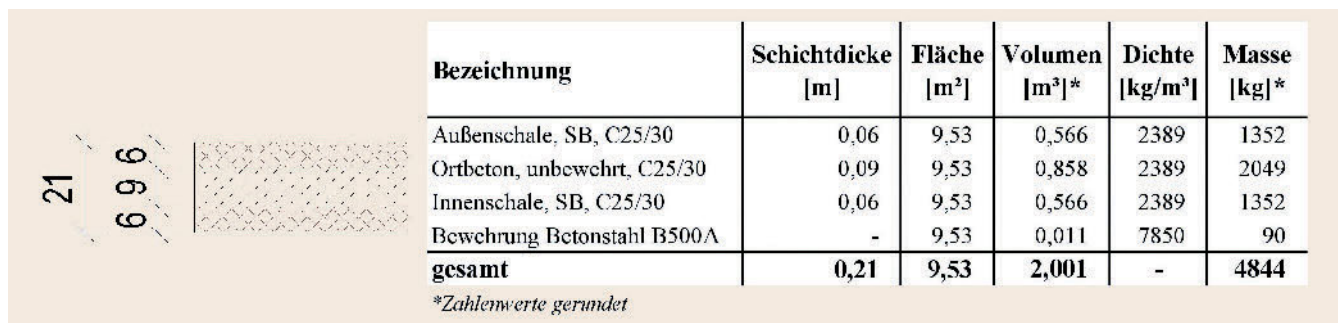 21
6 9 6
Bezeichnung Schichtdicke [m] Fläche [m²] Volumen [m³]* Dichte [kg/m³] Masse [kg]*
Außenschale, SB, C25/30 0,06 9,53 0,566 2389 1352
Ortbeton, unbewehrt, C25/30 0,09 9,53 0,858 2389 2049
Innenschale, SB, C25/30 0,06 9,53 0,566 2389 1352
Bewehrung Betonstahl B500A - 9,53 0,011 7850 90
gesamt 0,21 9,53 2,001 - 4844
*Zahlenwerte gerundet